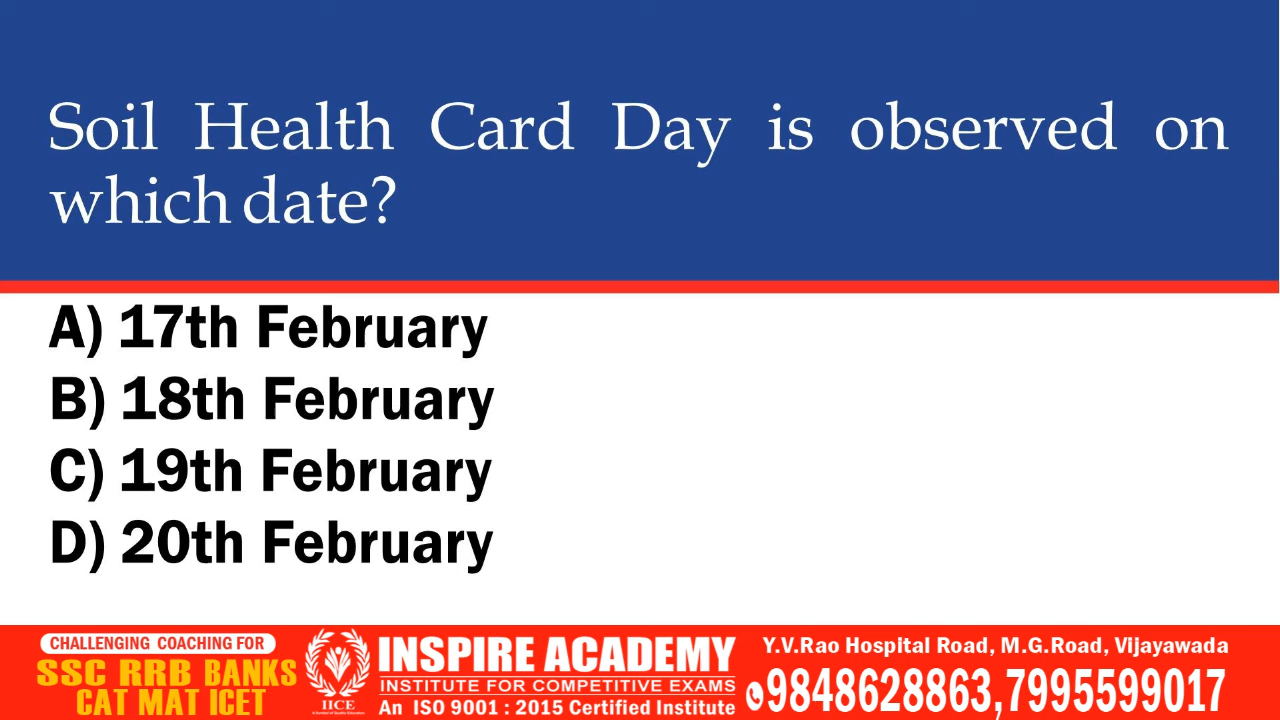 Soil Health Card Day is observed on
which date?
A) 17th February
B) 18th February
C) 19th February
D) 20th February
CHALLENGING COACHING FOR
SSC RRB BANKS
CAT MAT ICET
IICE
INSPIRE ACADEMY
INSTITUTE FOR COMPETITIVE EXAMS
An ISO 9001 : 2015 Certified Institute
Y.V.Rao Hospital Road, M.G.Road, Vijayawada
9848628863,7995599017